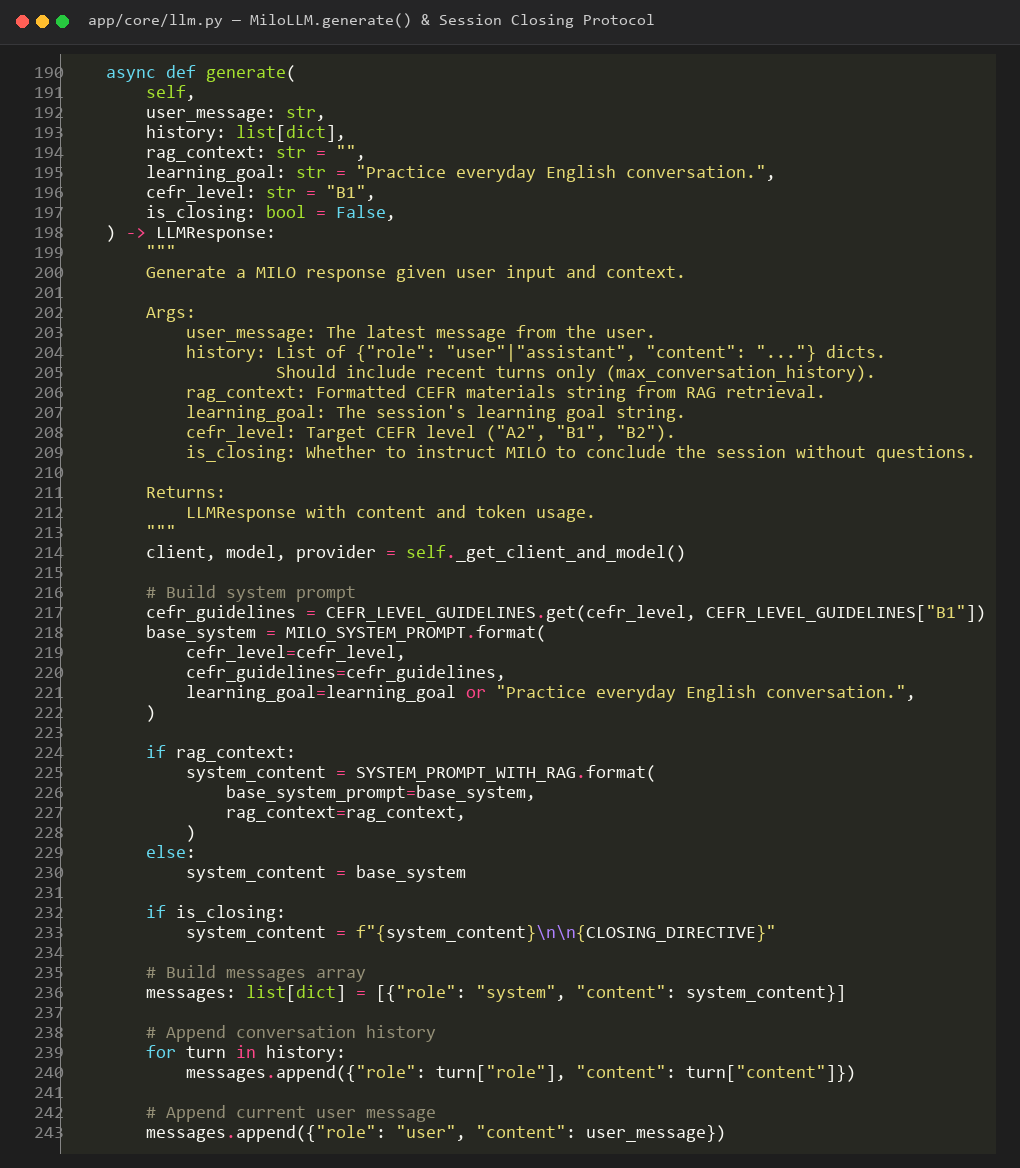 app/core/llm.py — MiloLLM.generate() & Session Closing Protocol
190    async def generate(
191        self,
192        user_message: str,
193        history: list[dict],
194        rag_context: str = "",
195        learning_goal: str = "Practice everyday English conversation.",
196        cefr_level: str = "B1",
197        is_closing: bool = False,
198    ) -> LLMResponse:
199        """
200        Generate a MILO response given user input and context.
201
202        Args:
203            user_message: The latest message from the user.
204            history: List of {"role": "user"|"assistant", "content": "..."} dicts.
205                     Should include recent turns only (max_conversation_history).
206            rag_context: Formatted CEFR materials string from RAG retrieval.
207            learning_goal: The session's learning goal string.
208            cefr_level: Target CEFR level ("A2", "B1", "B2").
209            is_closing: Whether to instruct MILO to conclude the session without questions.
210
211        Returns:
212            LLMResponse with content and token usage.
213        """
214        client, model, provider = self._get_client_and_model()
215
216        # Build system prompt
217        cefr_guidelines = CEFR_LEVEL_GUIDELINES.get(cefr_level, CEFR_LEVEL_GUIDELINES["B1"])
218        base_system = MILO_SYSTEM_PROMPT.format(
219            cefr_level=cefr_level,
220            cefr_guidelines=cefr_guidelines,
221            learning_goal=learning_goal or "Practice everyday English conversation.",
222        )
223
224        if rag_context:
225            system_content = SYSTEM_PROMPT_WITH_RAG.format(
226                base_system_prompt=base_system,
227                rag_context=rag_context,
228            )
229        else:
230            system_content = base_system
231
232        if is_closing:
233            system_content = f"{system_content}\n\n{CLOSING_DIRECTIVE}"
234
235        # Build messages array
236        messages: list[dict] = [{"role": "system", "content": system_content}]
237
238        # Append conversation history
239        for turn in history:
240            messages.append({"role": turn["role"], "content": turn["content"]})
241
242        # Append current user message
243        messages.append({"role": "user", "content": user_message})